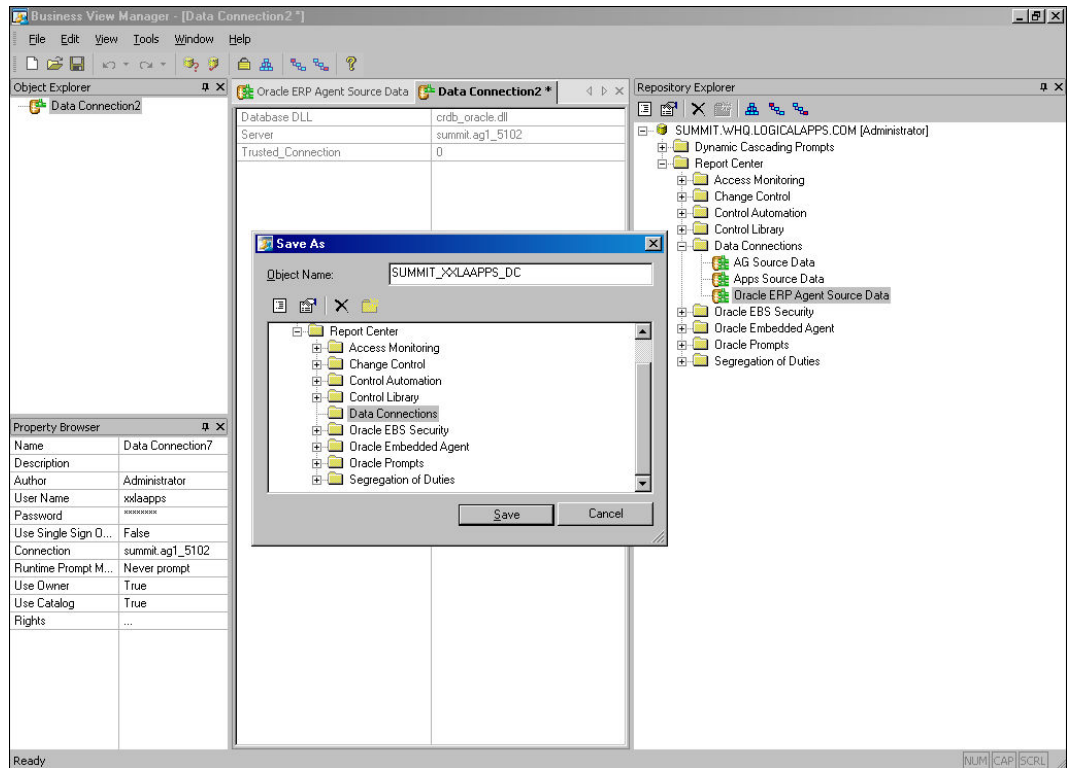 Business View Manager - [Data Connection2 *]
File Edit View Tools Window Help
Object Explorer
Data Connection2
Oracle ERP Agent Source Data
Data Connection2 *
Database DLL crdb_oracle.dll
Server summit.ag1_5102
Trusted_Connection 0
Repository Explorer
SUMMIT.WHQ.LOGICALAPPS.COM [Administrator]
Dynamic Cascading Prompts
Report Center
Access Monitoring
Change Control
Control Automation
Control Library
Data Connections
AG Source Data
Apps Source Data
Oracle ERP Agent Source Data
Oracle EBS Security
Oracle Embedded Agent
Oracle Prompts
Segregation of Duties
Save As
Object Name: SUMMIT_XXLAAPPS_DC
Report Center
Access Monitoring
Change Control
Control Automation
Control Library
Data Connections
Oracle EBS Security
Oracle Embedded Agent
Oracle Prompts
Segregation of Duties
Save Cancel
Property Browser
Name Data Connection7
Description
Author Administrator
User Name xxlaapps
Password ********
Use Single Sign O... False
Connection summit.ag1_5102
Runtime Prompt M... Never prompt
Use Owner True
Use Catalog True
Rights ...
Ready
NUM CAP SCRL